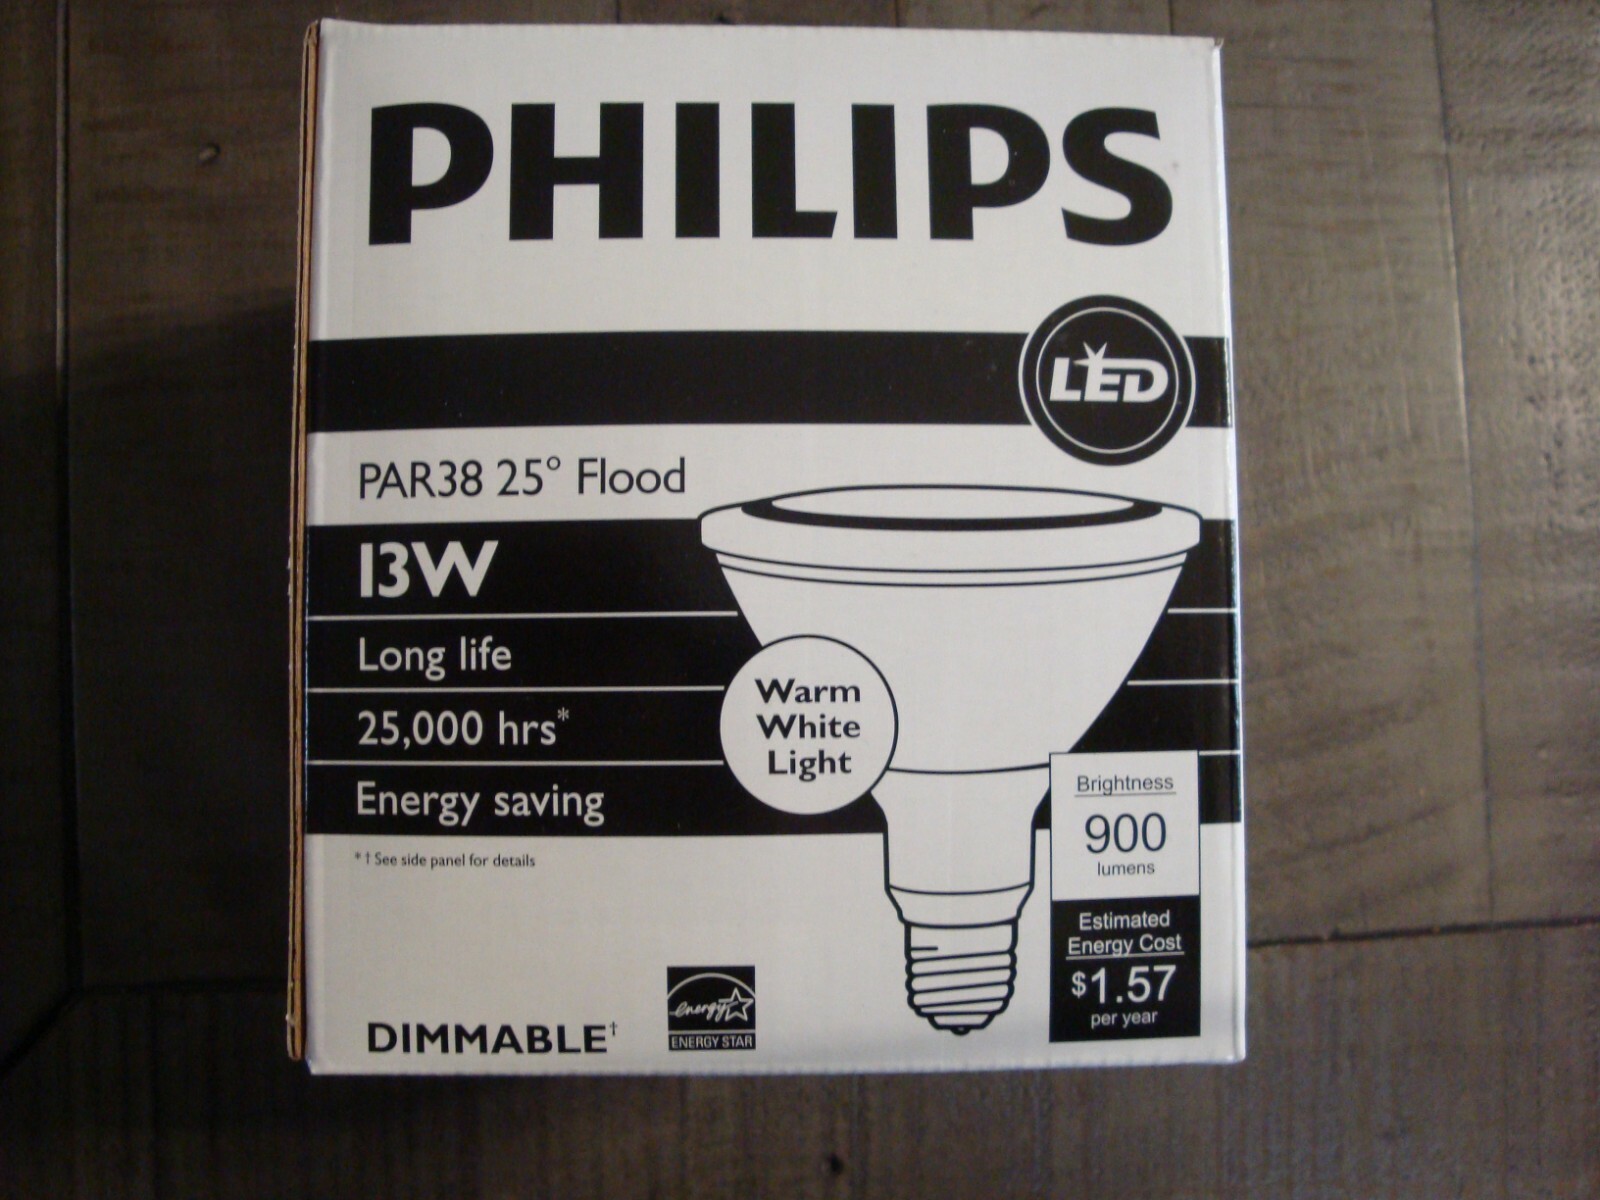 PHILIPS
LED
PAR38 25° Flood
13W
Long life
25,000 hrs*
Energy saving
Warm
White
Light
* † See side panel for details
Brightness
900
lumens
Estimated
Energy Cost
$1.57
per year
DIMMABLE†
energy
ENERGY STAR